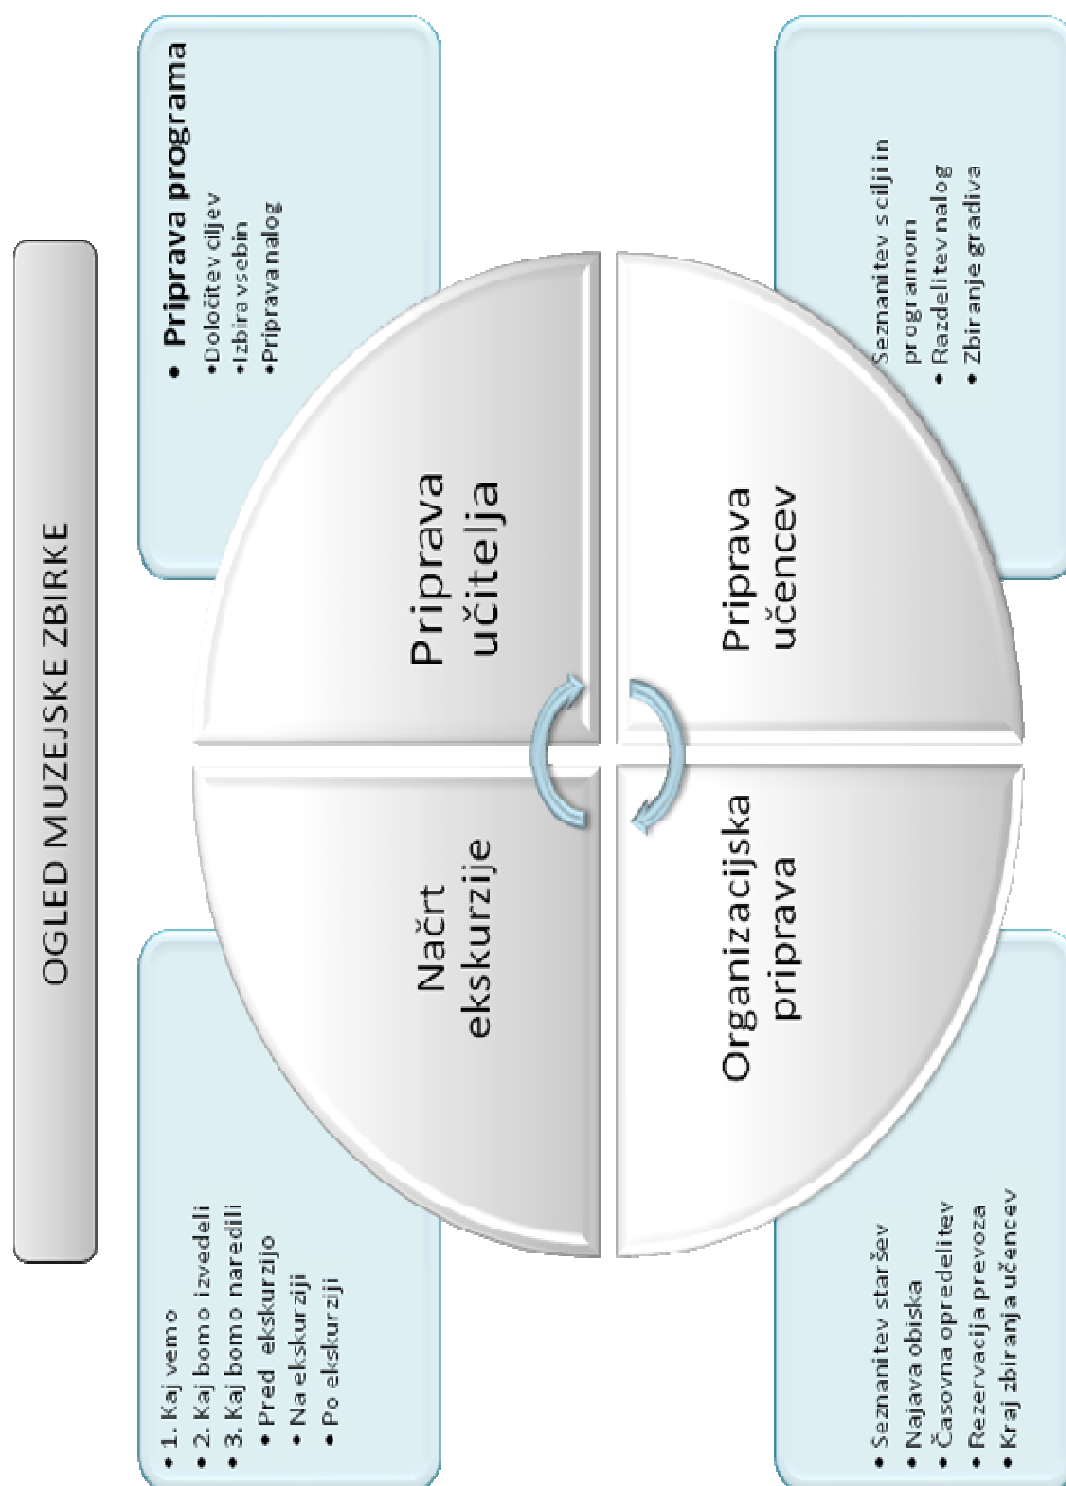 OGLED MUZEJSKE ZBIRKE
• 1. Kaj vemo
• 2. Kaj bomo izvedeli
• 3. Kaj bomo naredili
• Pred ekskurzijo
• Na ekskurziji
• Po ekskurziji
• Priprava programa
•Določitev ciljev
•Izbira vsebin
•Priprava nalog
Načrt
ekskurzije
Priprava
učitelja
Organizacijska
priprava
Priprava
učencev
• Seznanitev staršev
• Najava obiska
• Časovna opredelitev
• Rezervacija prevoza
• Kraj zbiranja učencev
Seznanitev s cilji in
programom
• Razdelitev nalog
• Zbiranje gradiva